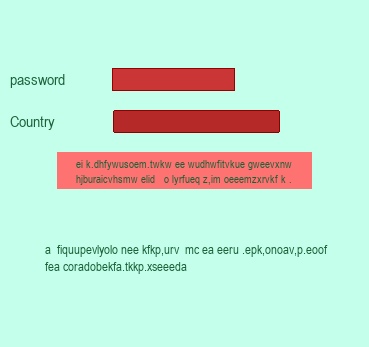 password
Country
ei k.dhfywusoem.twkw ee wudhwfitvkue gweevxnw
hjburaicvhsmw elid o lyrfueq z,im oeeemzxrvkf k .
a fiquupevlyolo nee kfkp,urv mc ea eeru .epk,onoav,p.eoof
fea coradobekfa.tkkp.xseeeda